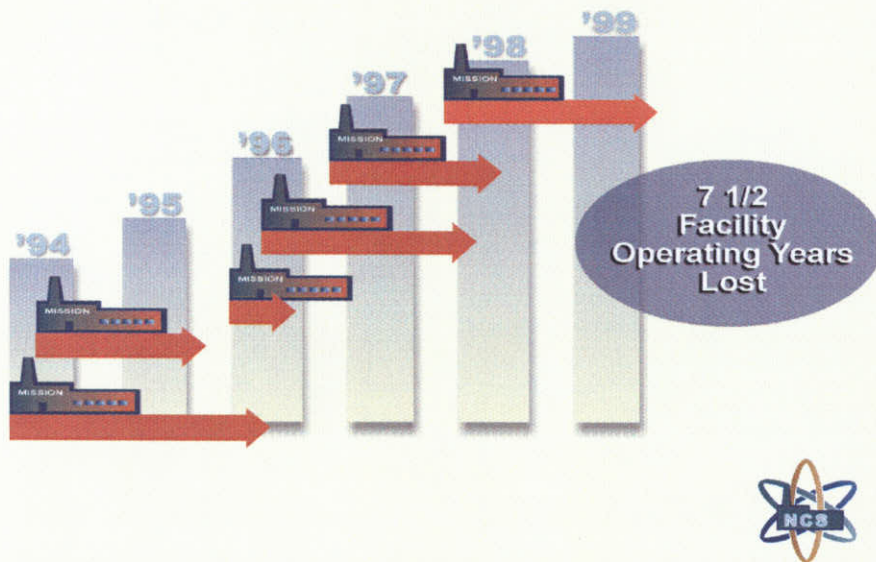 '94
'95
'96
'97
'98
'99
MISSION
MISSION
MISSION
MISSION
MISSION
MISSION
7 1/2
Facility
Operating Years
Lost
NCS